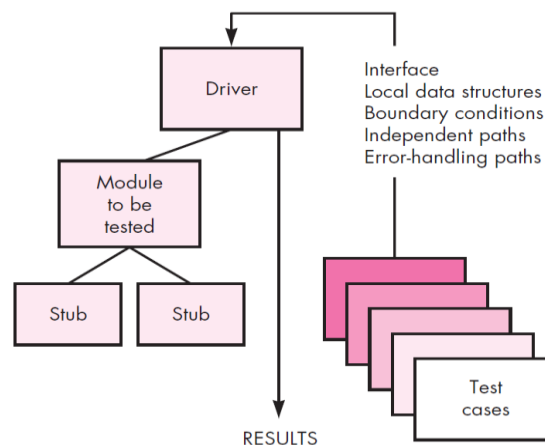 Driver
Interface
Local data structures
Boundary conditions
Independent paths
Error-handling paths
Module
to be
tested
Stub
Stub
Test
cases
RESULTS